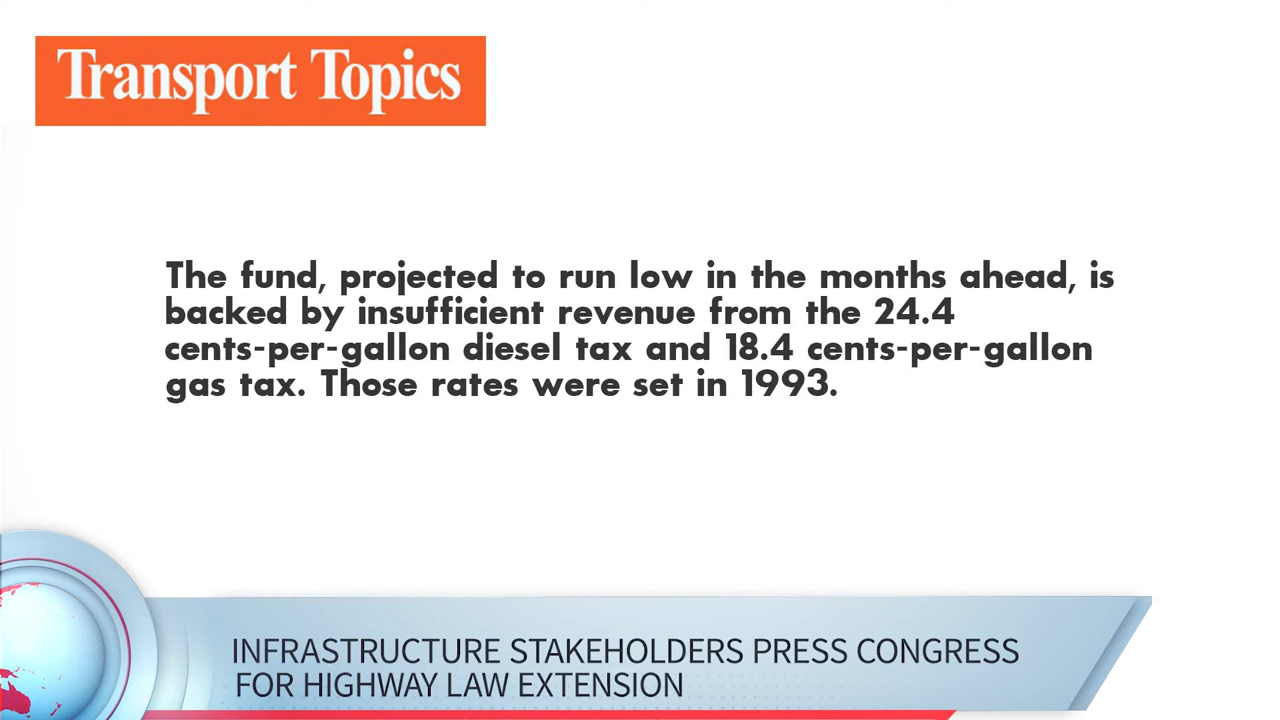 Transport Topics
The fund, projected to run low in the months ahead, is
backed by insufficient revenue from the 24.4
cents-per-gallon diesel tax and 18.4 cents-per-gallon
gas tax. Those rates were set in 1993.
INFRASTRUCTURE STAKEHOLDERS PRESS CONGRESS
FOR HIGHWAY LAW EXTENSION